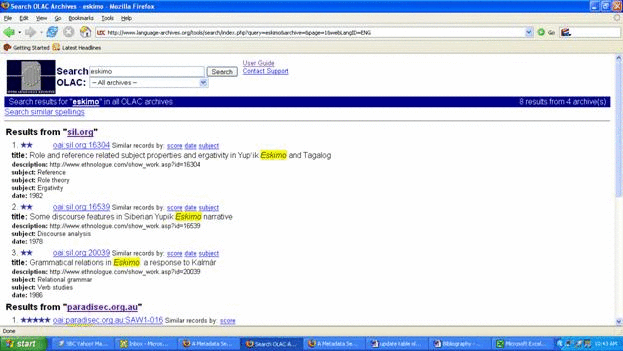 Search OLAC Archives - eskimo - Mozilla Firefox
File Edit View Go Bookmarks Tools Help
http://www.language-archives.org/tools/search/index.php?query=eskimo&archive=&page=1&webLangID=ENG
Go
Getting Started Latest Headlines
Search eskimo Search User Guide
OLAC: -- All archives -- Contact Support
Search results for "eskimo" in all OLAC archives 8 results from 4 archive(s)
Search similar spellings
Results from "sil.org"
1. ★★ oai:sil.org:16304 Similar records by: score date subject
title: Role and reference related subject properties and ergativity in Yup'ik Eskimo and Tagalog
description: http://www.ethnologue.com/show_work.asp?id=16304
subject: Reference
subject: Role theory
subject: Ergativity
date: 1982
2. ★★ oai:sil.org:16539 Similar records by: score date subject
title: Some discourse features in Siberian Yupik Eskimo narrative
description: http://www.ethnologue.com/show_work.asp?id=16539
subject: Discourse analysis
date: 1978
3. ★★ oai:sil.org:20039 Similar records by: score date subject
title: Grammatical relations in Eskimo a response to Kalmár
description: http://www.ethnologue.com/show_work.asp?id=20039
subject: Relational grammar
subject: Verb studies
date: 1986
Results from "paradisec.org.au"
1. ★★★★★ oai:paradisec.org.au:SAW1-016 Similar records by: score
Done
start SBC Yahoo! Ma... Inbox - Microsof... A Metadata Se... Search OLAC A... A Metadata Se... update table sl... Bibliography - ... Microsoft Excel... 10:43 AM